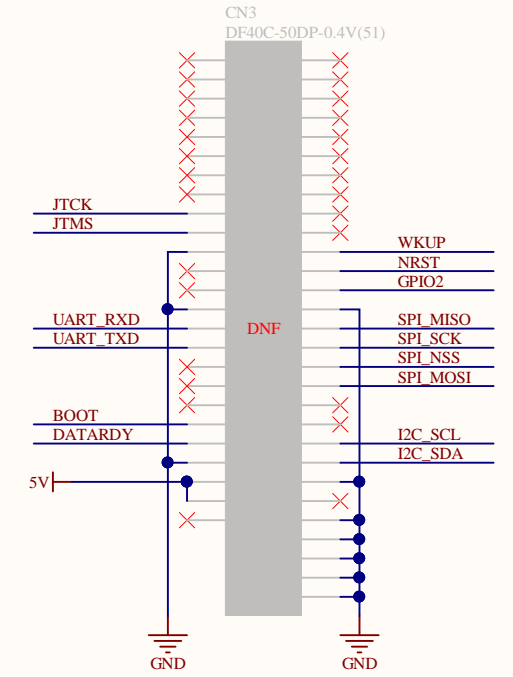 CN3
DF40C-50DP-0.4V(51)
JTCK
JTMS
WKUP
NRST
GPIO2
UART_RXD
DNF
SPI_MISO
UART_TXD
SPI_SCK
SPI_NSS
SPI_MOSI
BOOT
DATARDY
I2C_SCL
I2C_SDA
5V
GND
GND